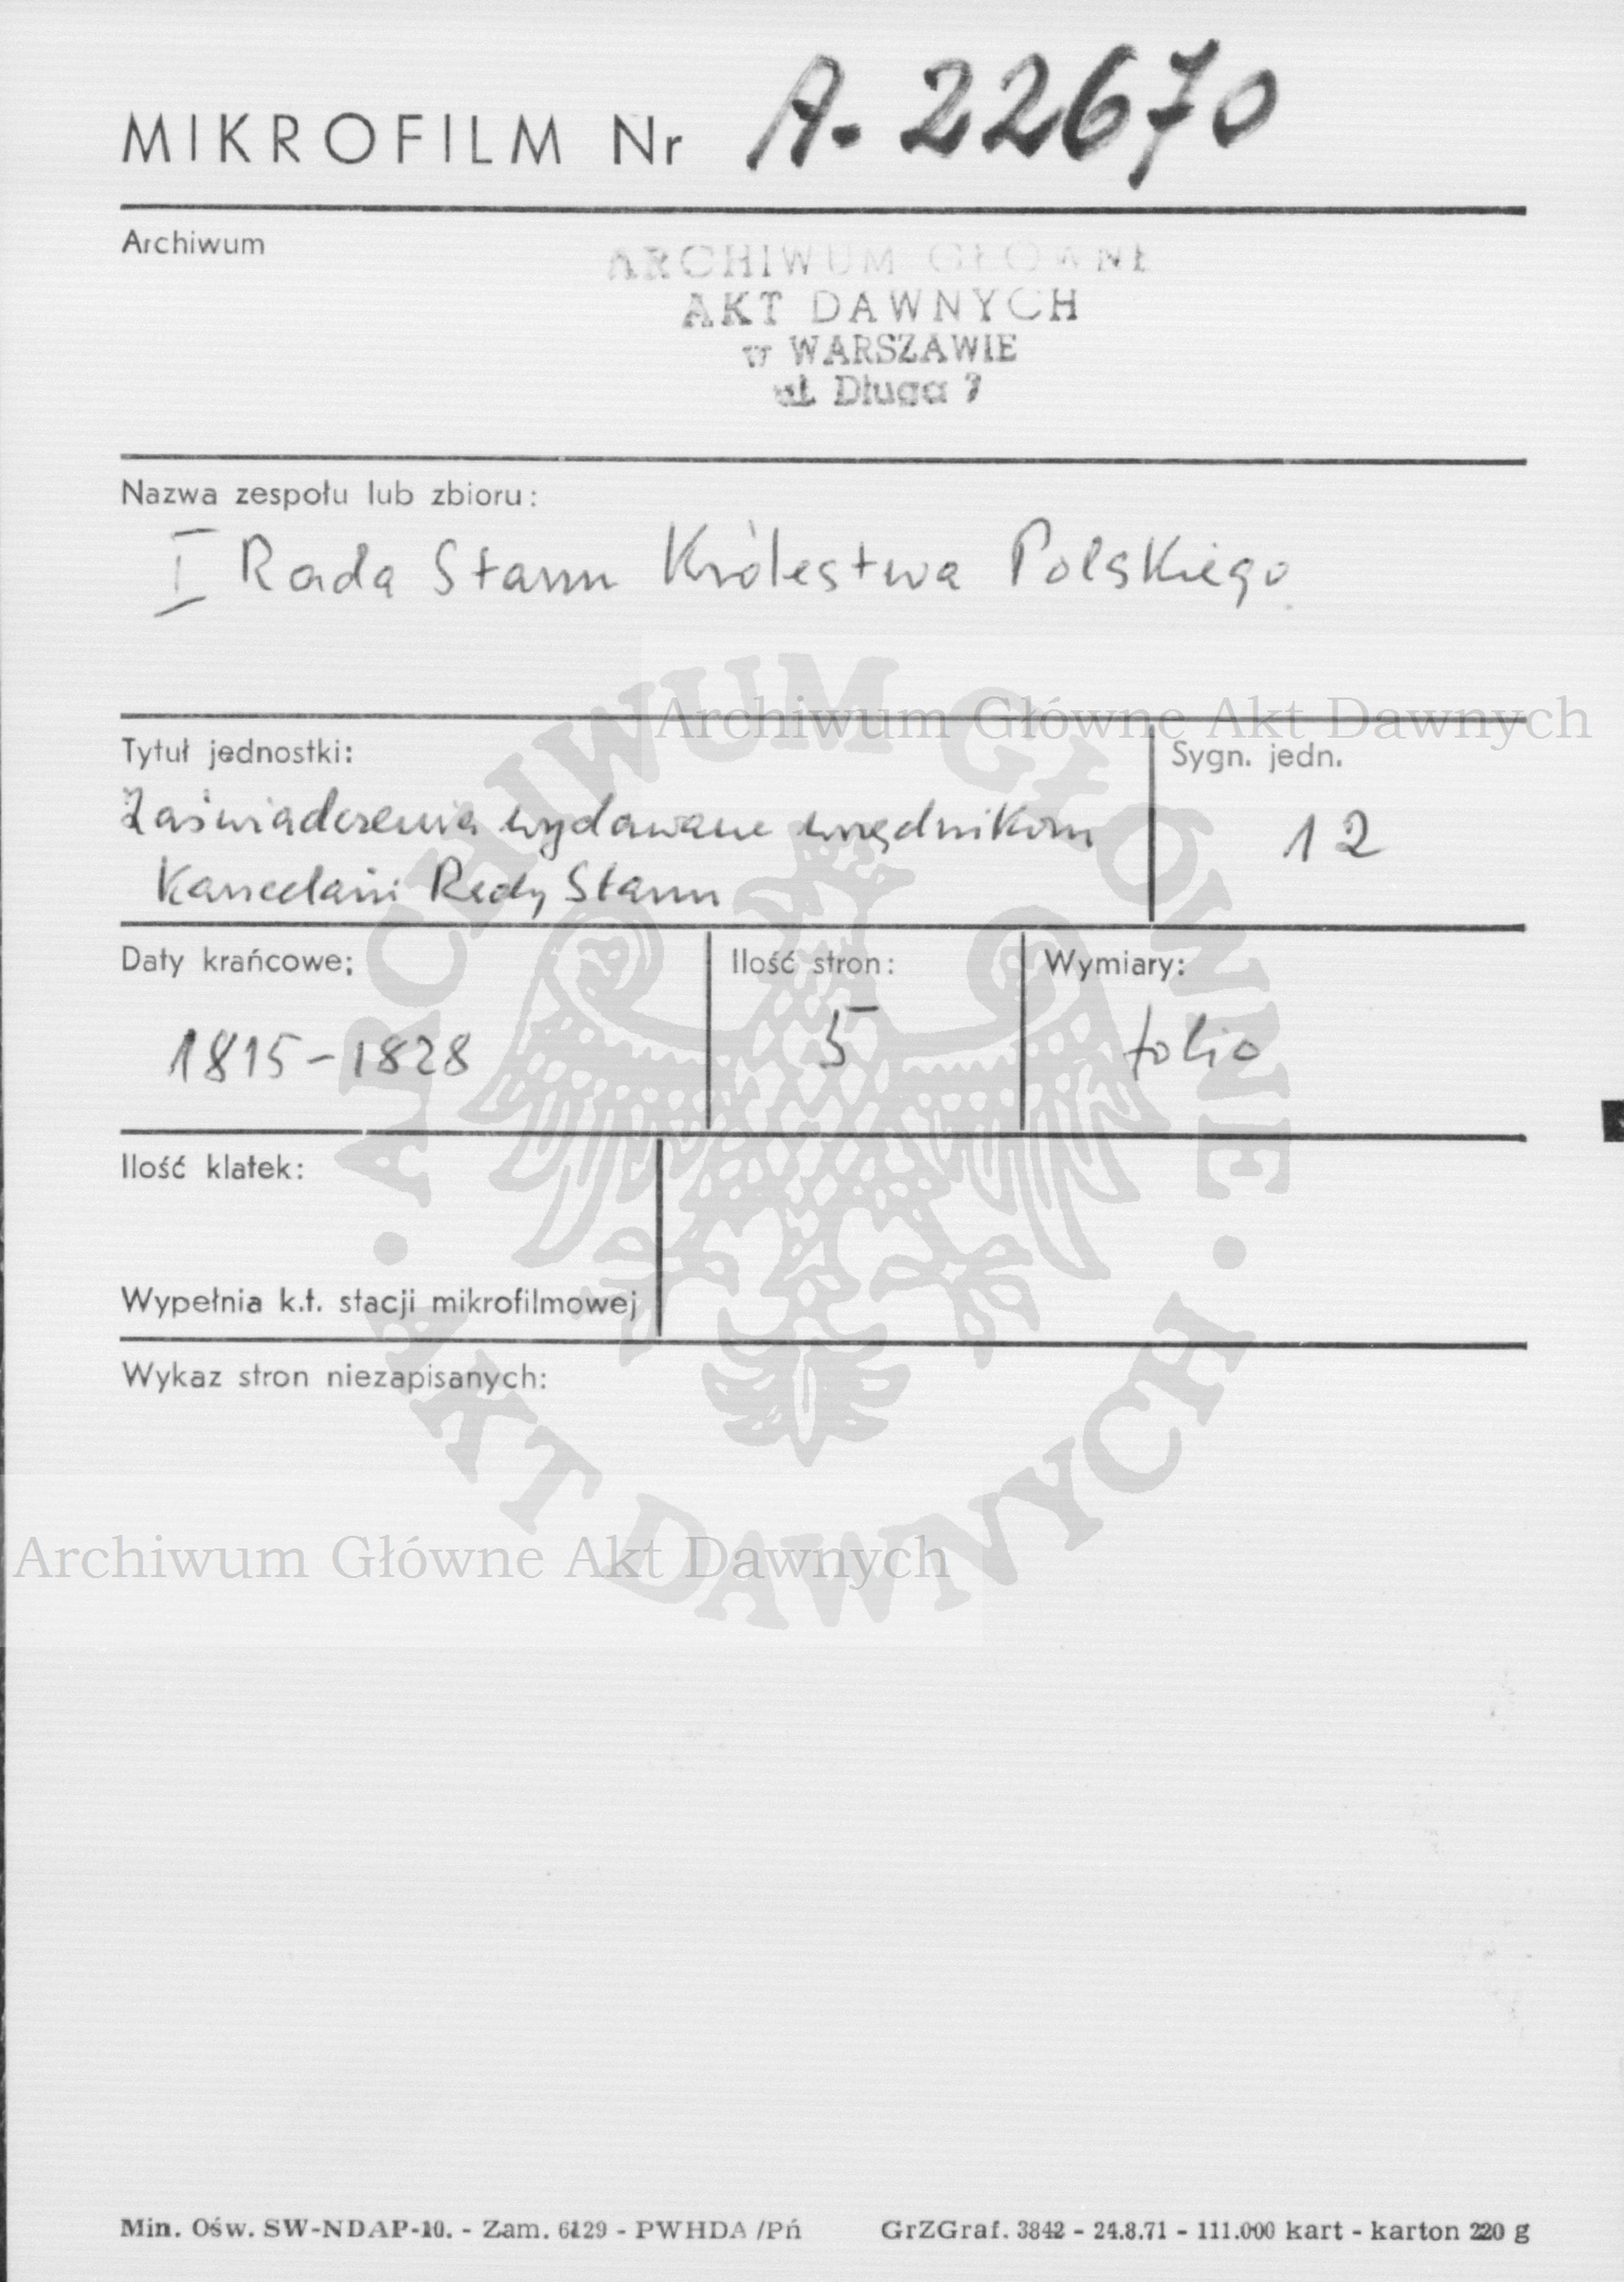 MIKROFILM Nr A. 22670
Archiwum
ARCHIWUM GŁÓWNE
AKT DAWNYCH
w WARSZAWIE
ul. Długa 7
Nazwa zespołu lub zbioru:
I Rada Stanu Królestwa Polskiego
Archiwum Główne Akt Dawnych
Tytuł jednostki:
Sygn. jedn.
Zaświadczenia wydawane urzędnikom
Kancelarii Rady Stanu
12
Daty krańcowe:
Ilość stron:
Wymiary:
1815-1828
5
folio
Ilość klatek:
Wypełnia k.t. stacji mikrofilmowej
Wykaz stron niezapisanych:
ARCHIWUM GŁÓWNE
AKT DAWNYCH
Archiwum Główne Akt Dawnych
Min. Ośw. SW-NDAP-10. - Zam. 6129 - PWHDA /Pń
GrZGraf. 3842 - 24.8.71 - 111.000 kart - karton 220 g